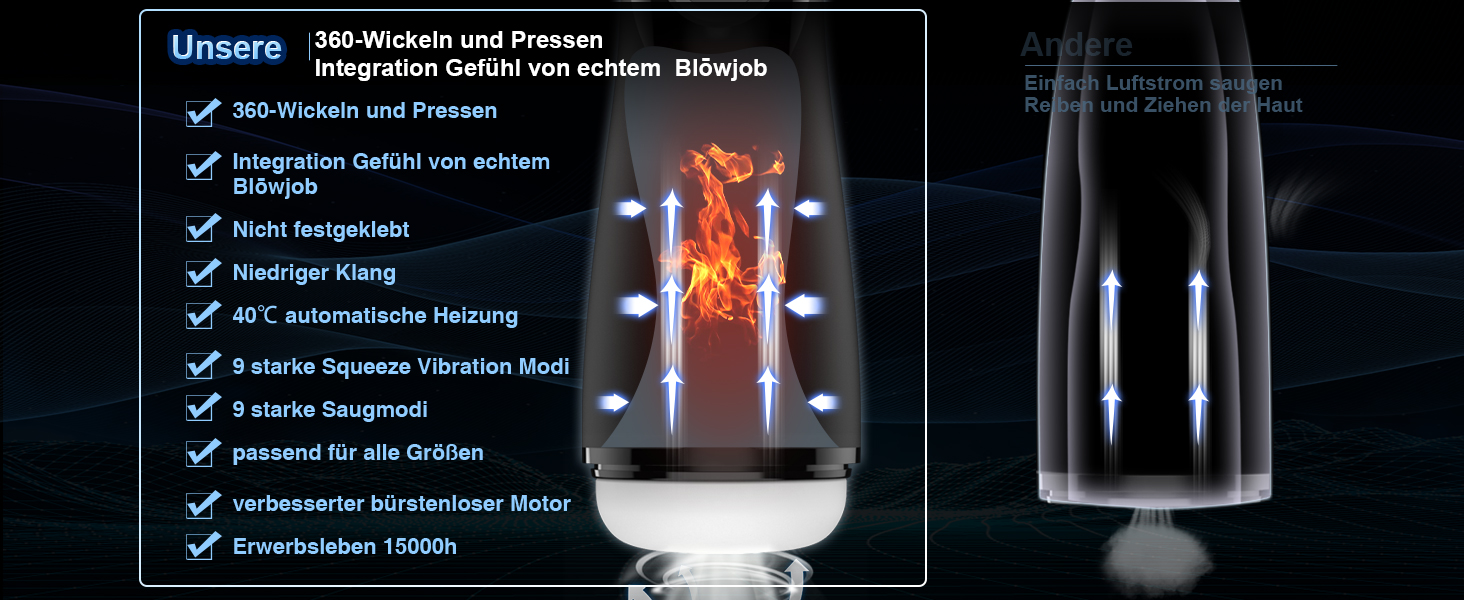 Unsere
360-Wickeln und Pressen
Integration Gefühl von echtem Blōwjob
360-Wickeln und Pressen
Integration Gefühl von echtem
Blōwjob
Nicht festgeklebt
Niedriger Klang
40℃ automatische Heizung
9 starke Squeeze Vibration Modi
9 starke Saugmodi
passend für alle Größen
verbesserter bürstenloser Motor
Erwerbsleben 15000h
Andere
Einfach Luftstrom saugen
Reiben und Ziehen der Haut